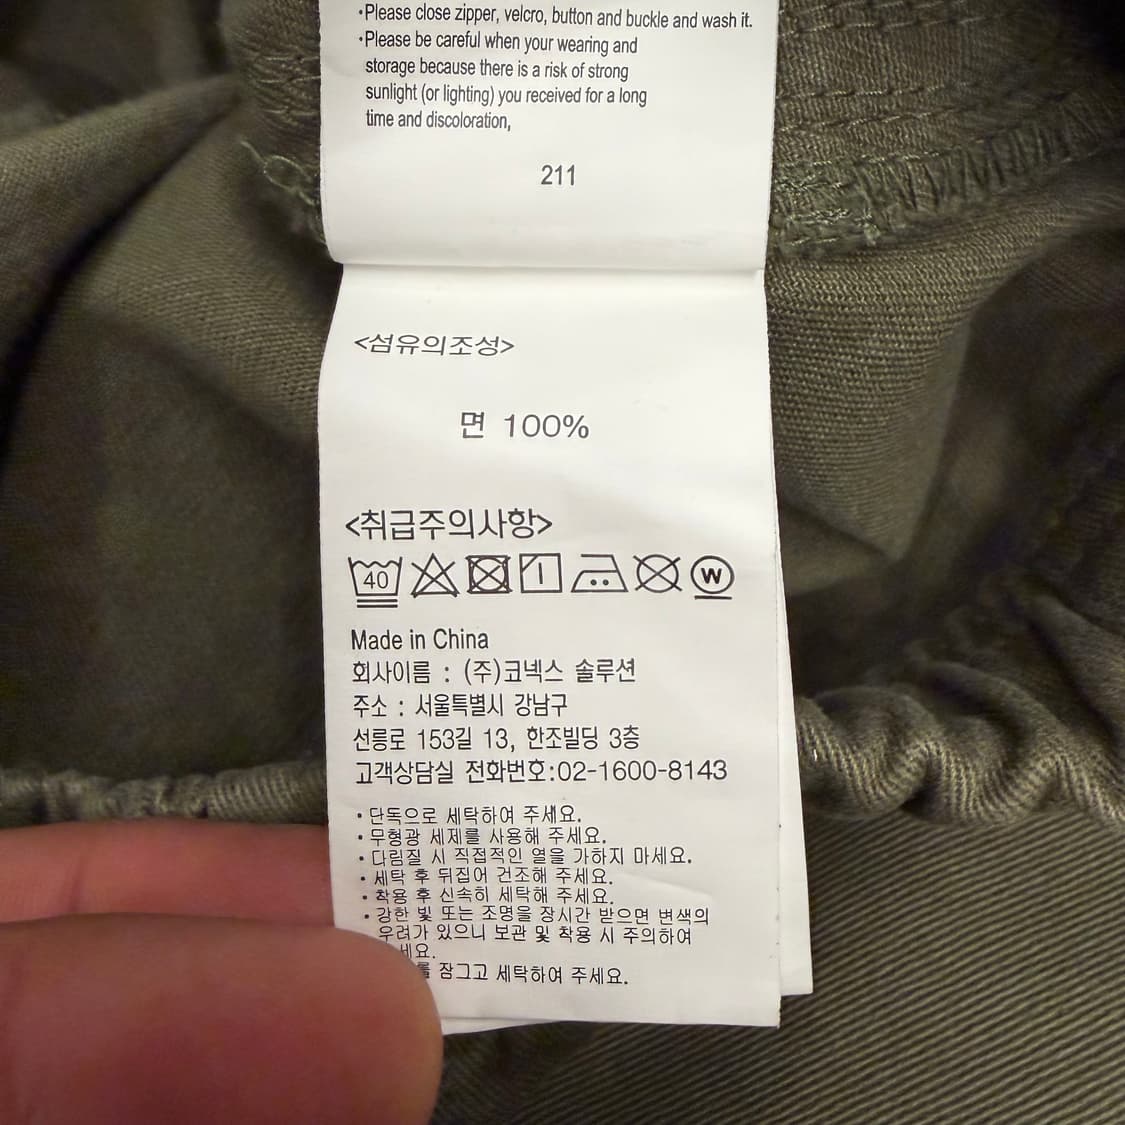 ·Please close zipper, velcro, button and buckle and wash it.
·Please be careful when your wearing and
storage because there is a risk of strong
sunlight (or lighting) you received for a long
time and discoloration,
211
<섬유의조성>
면 100%
<취급주의사항>
40
W
Made in China
회사이름 : (주)코넥스 솔루션
주소 : 서울특별시 강남구
선릉로 153길 13, 한조빌딩 3층
고객상담실 전화번호:02-1600-8143
·단독으로 세탁하여 주세요.
·무형광 세제를 사용해 주세요.
·다림질 시 직접적인 열을 가하지 마세요.
·세탁 후 뒤집어 건조해 주세요.
·착용 후 신속히 세탁해 주세요.
·강한 빛 또는 조명을 장시간 받으면 변색의
우려가 있으니 보관 및 착용 시 주의하여
세요.
를 잠그고 세탁하여 주세요.